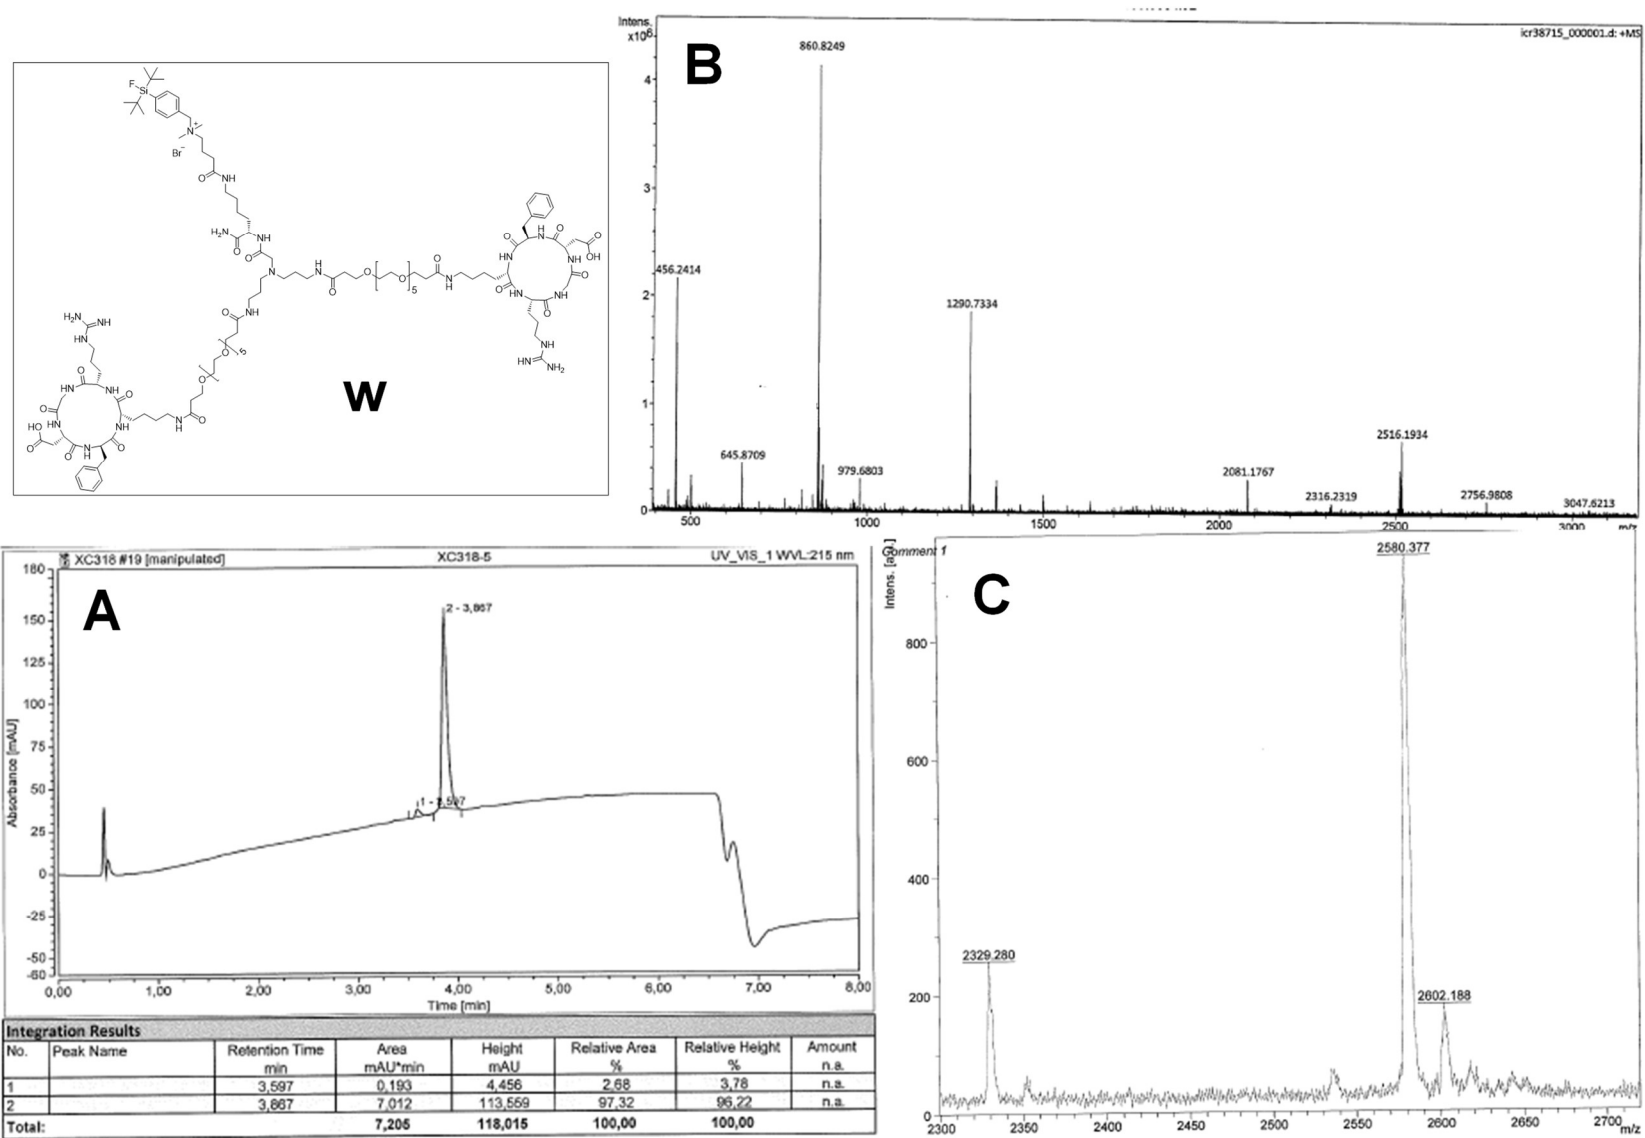 W
B
Intens.
x10⁶
icr38715_000001.d: +MS
4
3
2
1
0
860.8249
456.2414
645.8709
979.6803
1290.7334
2081.1767
2316.2319
2516.1934
2756.9808
3047.6213
500
1000
1500
2000
2500
3000
m/z
XC318 #19 [manipulated]
XC318-5
UV_VIS_1 WVL:215 nm
A
Absorbance [mAU]
180
150
125
100
75
50
25
0
-25
-50
-60
2 - 3,867
1 - 3,597
0,00 1,00 2,00 3,00 4,00 5,00 6,00 7,00 8,00
Time [min]
Integration Results
No. Peak Name Retention Time Area Height Relative Area Relative Height Amount
min mAU*min mAU % % n.a.
1 3,597 0,193 4,456 2,68 3,78 n.a.
2 3,867 7,012 113,559 97,32 96,22 n.a.
Total: 7,205 118,015 100,00 100,00
Comment 1
Intens. [a.u.]
C
800
600
400
200
0
2580.377
2329.280
2602.188
2300 2350 2400 2450 2500 2550 2600 2650 2700
m/z
F
Si
N
+
Br⁻
O
NH
H₂N
O
NH
O
N
H
N
O
O
O
5
O
N
H
O
NH
O
O
OH
HN
NH
O
O
NH
NH
O
NH
HN
NH₂
O
NH
O
5
O
H₂N
NH
HN
O
HN
NH
O
O
HN
HO
O
O
N
H
O
NH
N
H
O